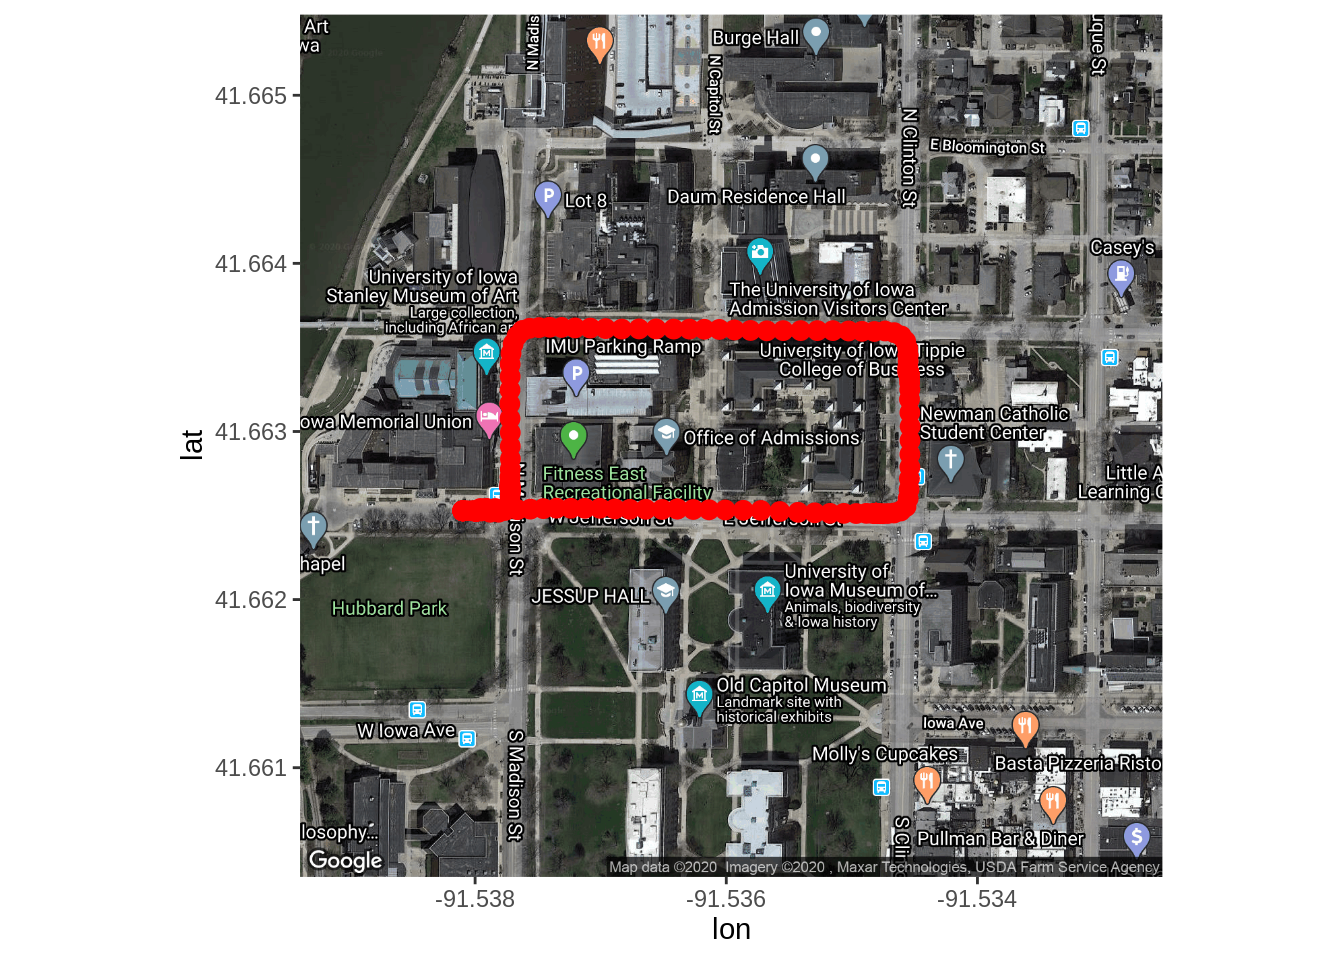 Art
wa
N Madis
Burge Hall
N Capitol St
N Clinton St
E Bloomington St
Daum Residence Hall
P
Lot 8
Casey's
University of Iowa
Stanley Museum of Art
Large collection,
including African ar
The University of Iowa
Admission Visitors Center
IMU Parking Ramp
P
University of Iow Tippie
College of Bus ess
owa Memorial Union
Office of Admissions
Newman Catholic
Student Center
Fitness East
Recreational Facility
Little A
Learning C
W Jefferson St
E Jefferson St
ison St
hapel
Hubbard Park
JESSUP HALL
University of
Iowa Museum of...
Animals, biodiversity
& Iowa history
Old Capitol Museum
Landmark site with
historical exhibits
W Iowa Ave
Iowa Ave
S Madison St
Molly's Cupcakes
Basta Pizzeria Risto
S Clin
Pullman Bar & Diner
$
losophy...
Google
Map data ©2020 Imagery ©2020 , Maxar Technologies, USDA Farm Service Agency
41.665
41.664
41.663
41.662
41.661
lat
-91.538
-91.536
-91.534
lon